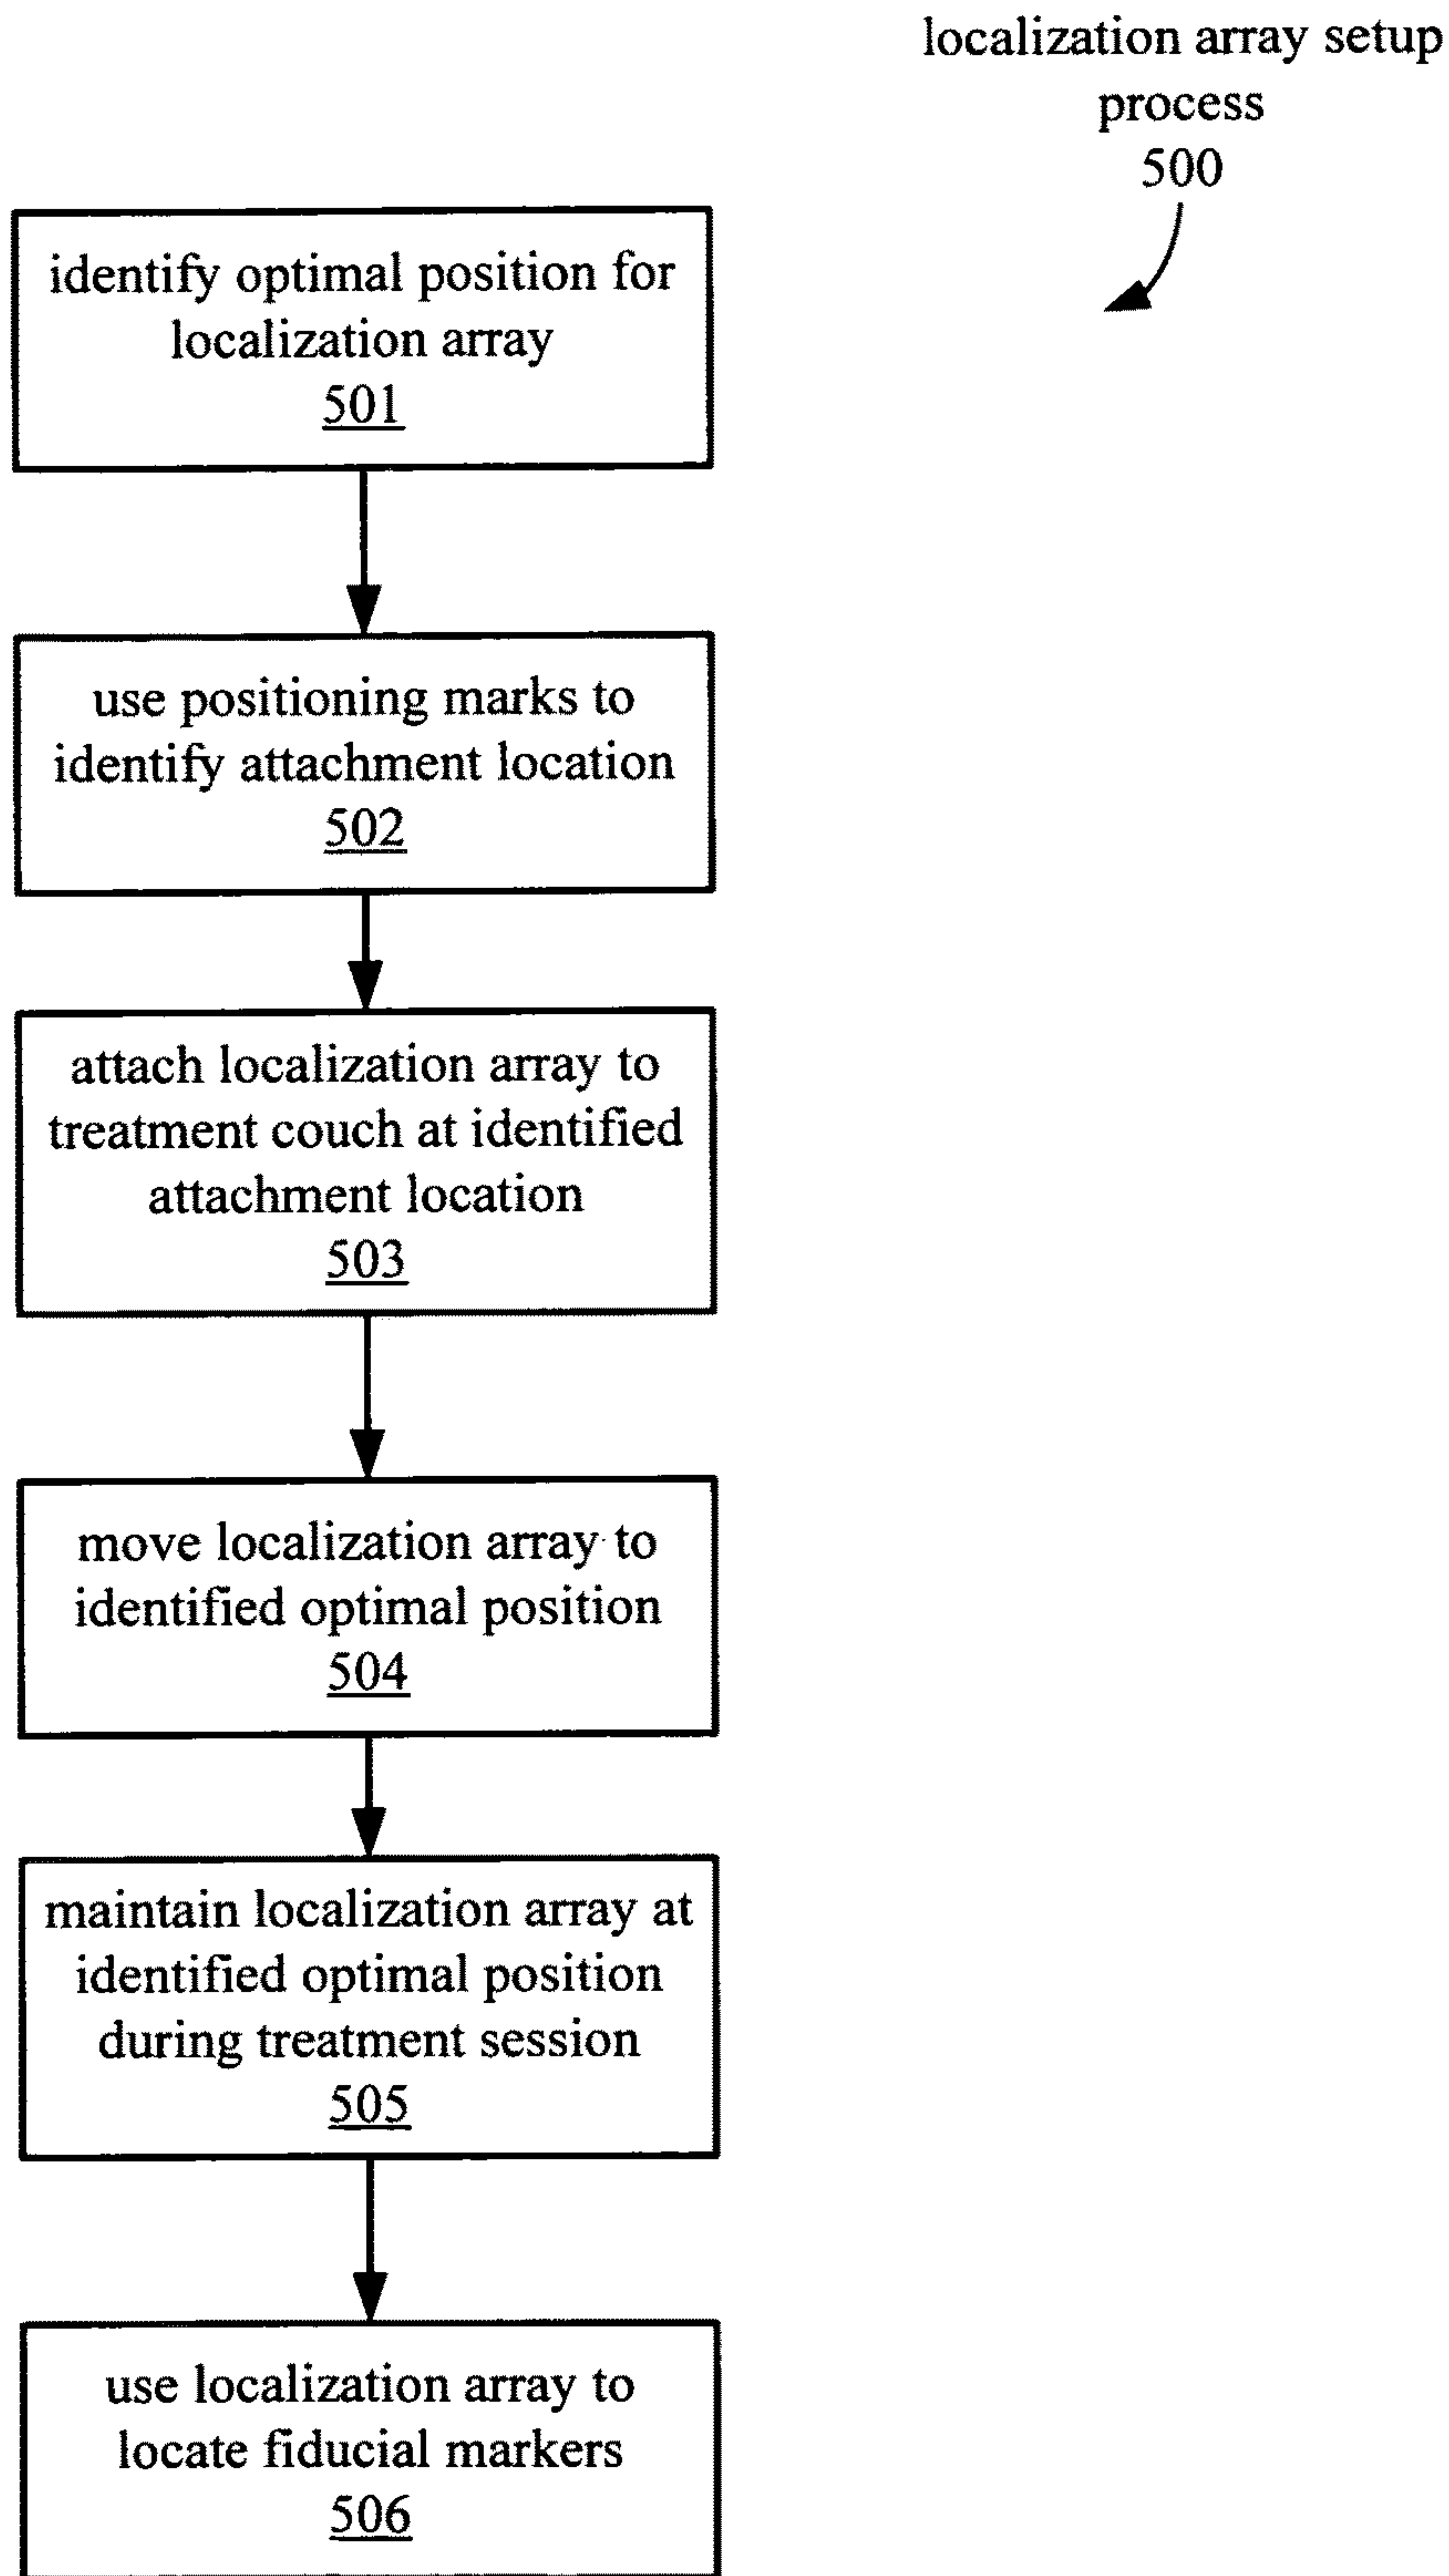 localization array setup
process
500
identify optimal position for
localization array
501
use positioning marks to
identify attachment location
502
attach localization array to
treatment couch at identified
attachment location
503
move localization array to
identified optimal position
504
maintain localization array at
identified optimal position
during treatment session
505
use localization array to
locate fiducial markers
506